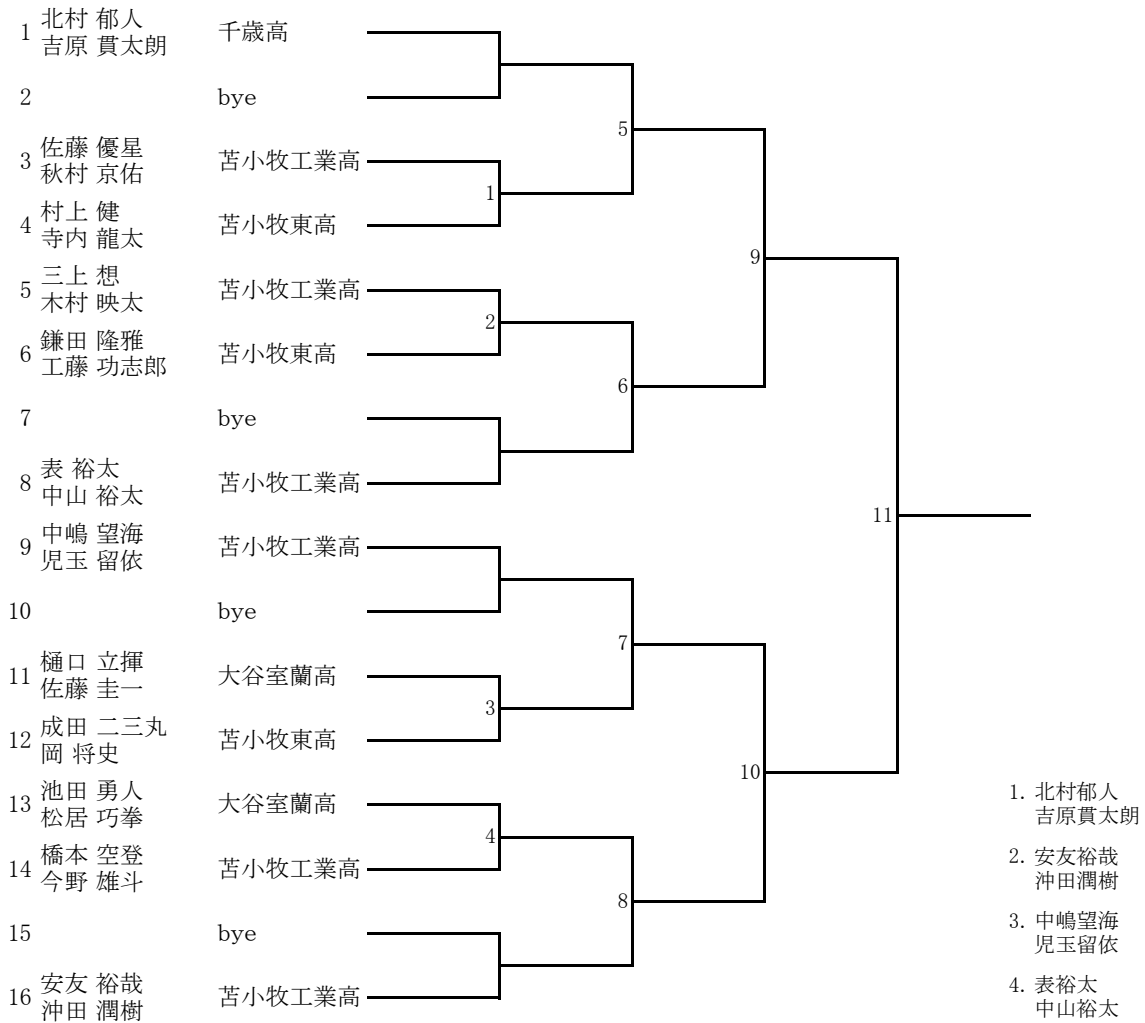 1 北村 郁人 千歳高
吉原 貫太朗
2 bye
3 佐藤 優星 苫小牧工業高
秋村 京佑
4 村上 健 苫小牧東高
寺内 龍太
5 三上 想 苫小牧工業高
木村 映太
6 鎌田 隆雅 苫小牧東高
工藤 功志郎
7 bye
8 表 裕太 苫小牧工業高
中山 裕太
9 中嶋 望海 苫小牧工業高
児玉 留依
10 bye
11 樋口 立揮 大谷室蘭高
佐藤 圭一
12 成田 二三丸 苫小牧東高
岡 将史
13 池田 勇人 大谷室蘭高
松居 巧拳
14 橋本 空登 苫小牧工業高
今野 雄斗
15 bye
16 安友 裕哉 苫小牧工業高
沖田 潤樹
1
2
3
4
5
6
7
8
9
10
11
1. 北村郁人
吉原貫太朗
2. 安友裕哉
沖田潤樹
3. 中嶋望海
児玉留依
4. 表裕太
中山裕太